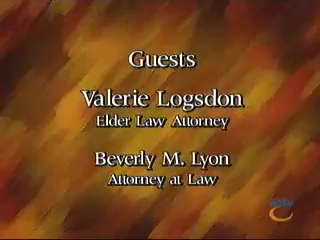 Guests
Valerie Logsdon
Elder Law Attorney
Beverly M. Lyon
Attorney at Law